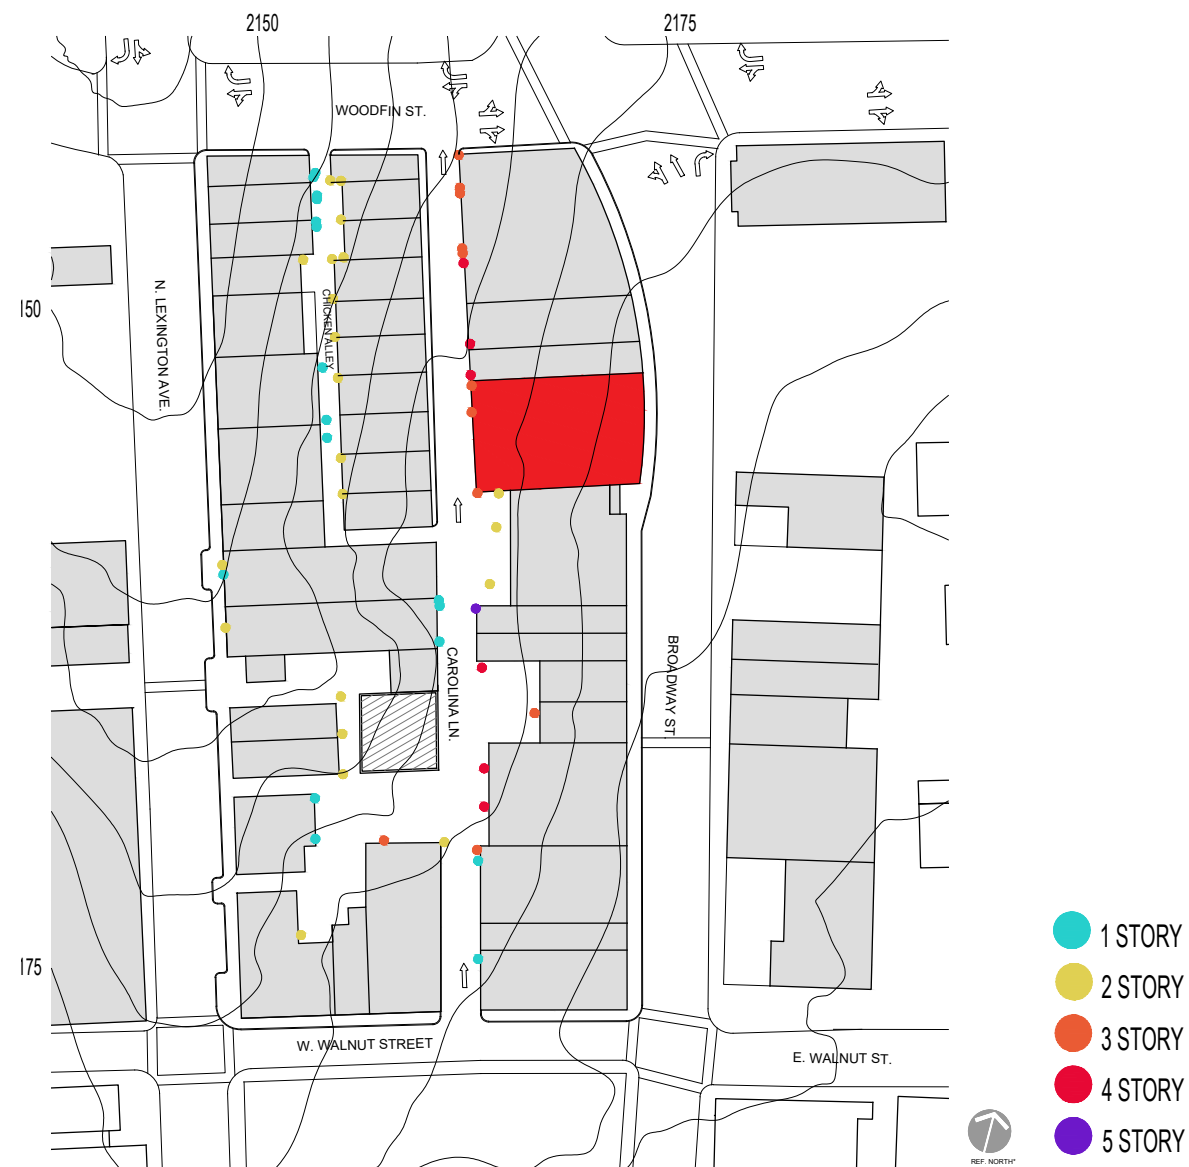 2150
2175
WOODFIN ST.
N. LEXINGTON AVE.
CHICKEN ALLEY
150
CAROLINA LN.
BROADWAY ST.
175
W. WALNUT STREET
E. WALNUT ST.
1 STORY
2 STORY
3 STORY
4 STORY
5 STORY
REF. NORTH*